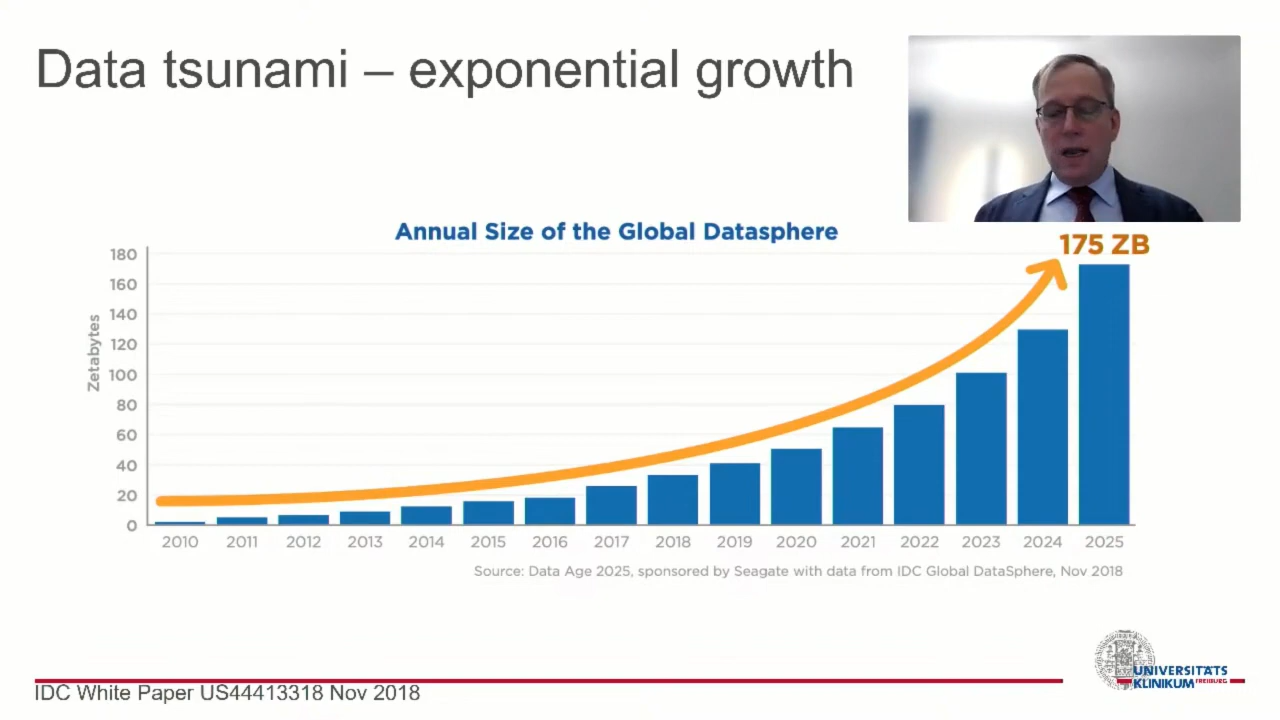 Data tsunami – exponential growth
Annual Size of the Global Datasphere
175 ZB
Zetabytes
180
160
140
120
100
80
60
40
20
0
2010 2011 2012 2013 2014 2015 2016 2017 2018 2019 2020 2021 2022 2023 2024 2025
Source: Data Age 2025, sponsored by Seagate with data from IDC Global DataSphere, Nov 2018
IDC White Paper US44413318 Nov 2018
UNIVERSITÄTS
KLINIKUM FREIBURG